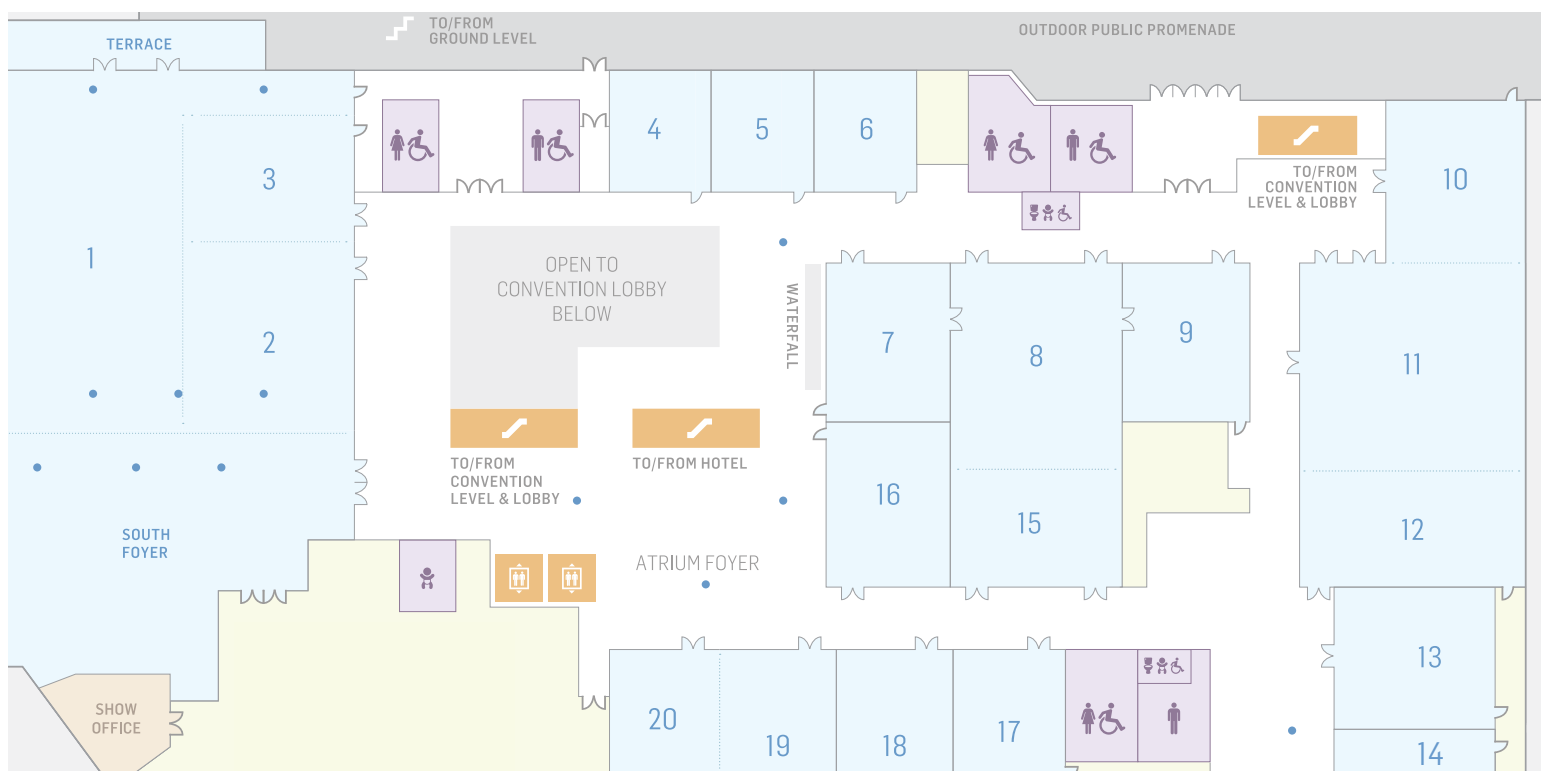 TO/FROM
GROUND LEVEL
OUTDOOR PUBLIC PROMENADE
TERRACE
4
5
6
3
10
TO/FROM
CONVENTION
LEVEL & LOBBY
1
OPEN TO
CONVENTION LOBBY
BELOW
WATERFALL
2
7
8
9
11
TO/FROM
CONVENTION
LEVEL & LOBBY
TO/FROM HOTEL
16
15
12
SOUTH
FOYER
ATRIUM FOYER
13
SHOW
OFFICE
20
19
18
17
14